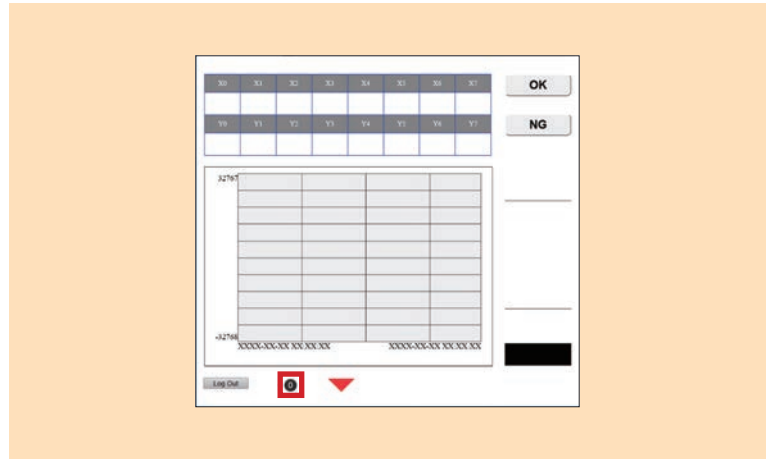 X0 X1 X2 X3 X4 X5 X6 X7
OK
Y0 Y1 Y2 Y3 Y4 Y5 Y6 Y7
NG
32767
-32768
XXXX-XX-XX XX XX XX XXXX-XX-XX XX XX XX
Log Out
0